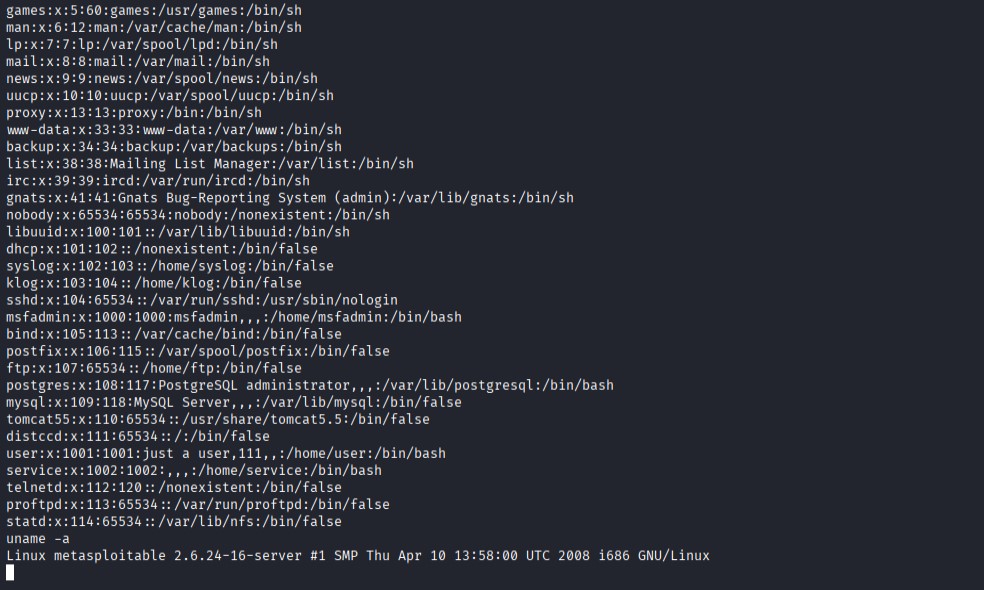 games:x:5:60:games:/usr/games:/bin/sh
man:x:6:12:man:/var/cache/man:/bin/sh
lp:x:7:7:lp:/var/spool/lpd:/bin/sh
mail:x:8:8:mail:/var/mail:/bin/sh
news:x:9:9:news:/var/spool/news:/bin/sh
uucp:x:10:10:uucp:/var/spool/uucp:/bin/sh
proxy:x:13:13:proxy:/bin:/bin/sh
www-data:x:33:33:www-data:/var/www:/bin/sh
backup:x:34:34:backup:/var/backups:/bin/sh
list:x:38:38:Mailing List Manager:/var/list:/bin/sh
irc:x:39:39:ircd:/var/run/ircd:/bin/sh
gnats:x:41:41:Gnats Bug-Reporting System (admin):/var/lib/gnats:/bin/sh
nobody:x:65534:65534:nobody:/nonexistent:/bin/sh
libuuid:x:100:101::/var/lib/libuuid:/bin/sh
dhcp:x:101:102::/nonexistent:/bin/false
syslog:x:102:103::/home/syslog:/bin/false
klog:x:103:104::/home/klog:/bin/false
sshd:x:104:65534::/var/run/sshd:/usr/sbin/nologin
msfadmin:x:1000:1000:msfadmin,,,:/home/msfadmin:/bin/bash
bind:x:105:113::/var/cache/bind:/bin/false
postfix:x:106:115::/var/spool/postfix:/bin/false
ftp:x:107:65534::/home/ftp:/bin/false
postgres:x:108:117:PostgreSQL administrator,,,:/var/lib/postgresql:/bin/bash
mysql:x:109:118:MySQL Server,,,:/var/lib/mysql:/bin/false
tomcat55:x:110:65534::/usr/share/tomcat5.5:/bin/false
distccd:x:111:65534::/:/bin/false
user:x:1001:1001:just a user,111,,:/home/user:/bin/bash
service:x:1002:1002:,,,:/home/service:/bin/bash
telnetd:x:112:120::/nonexistent:/bin/false
proftpd:x:113:65534::/var/run/proftpd:/bin/false
statd:x:114:65534::/var/lib/nfs:/bin/false
uname -a
Linux metasploitable 2.6.24-16-server #1 SMP Thu Apr 10 13:58:00 UTC 2008 i686 GNU/Linux